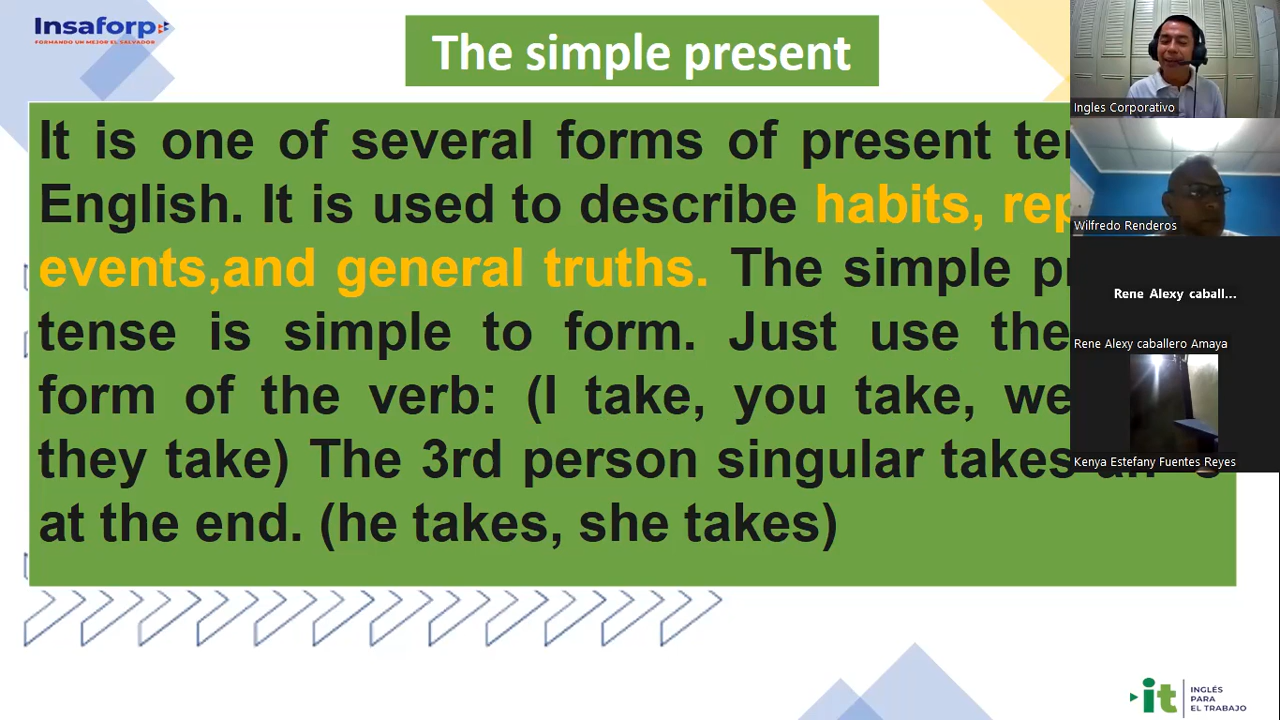 Insaforp
FORMANDO UN MEJOR EL SALVADOR
The simple present
It is one of several forms of present
English. It is used to describe habits,
events,and general truths. The simple
tense is simple to form. Just use the
form of the verb: (I take, you take, we
they take) The 3rd person singular takes
at the end. (he takes, she takes)
Ingles Corporativo
Wilfredo Renderos
Rene Alexy caball...
Rene Alexy caballero Amaya
Kenya Estefany Fuentes Reyes
it
INGLÉS
PARA
EL TRABAJO